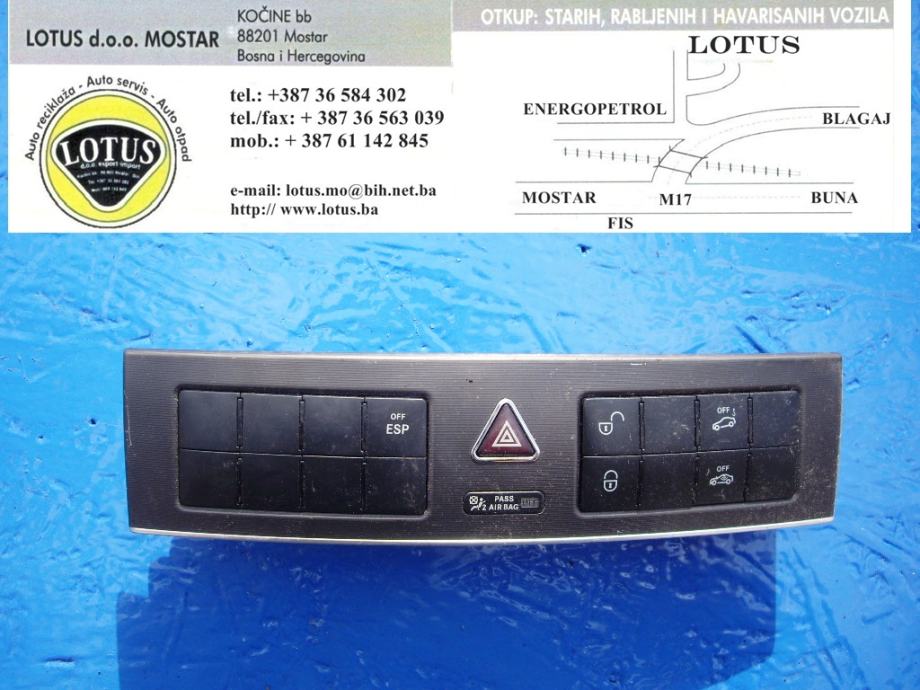 LOTUS d.o.o. MOSTAR
KOČINE bb
88201 Mostar
Bosna i Hercegovina
tel.: +387 36 584 302
tel./fax: + 387 36 563 039
mob.: + 387 61 142 845
e-mail: lotus.mo@bih.net.ba
http:// www.lotus.ba
Auto reciklaža - Auto servis - Auto otpad
LOTUS
d.o.o. export-import
OTKUP: STARIH, RABLJENIH I HAVARISANIH VOZILA
LOTUS
ENERGOPETROL
BLAGAJ
MOSTAR
M17
BUNA
FIS
OFF
ESP
OFF
OFF
PASS
2 AIR BAG